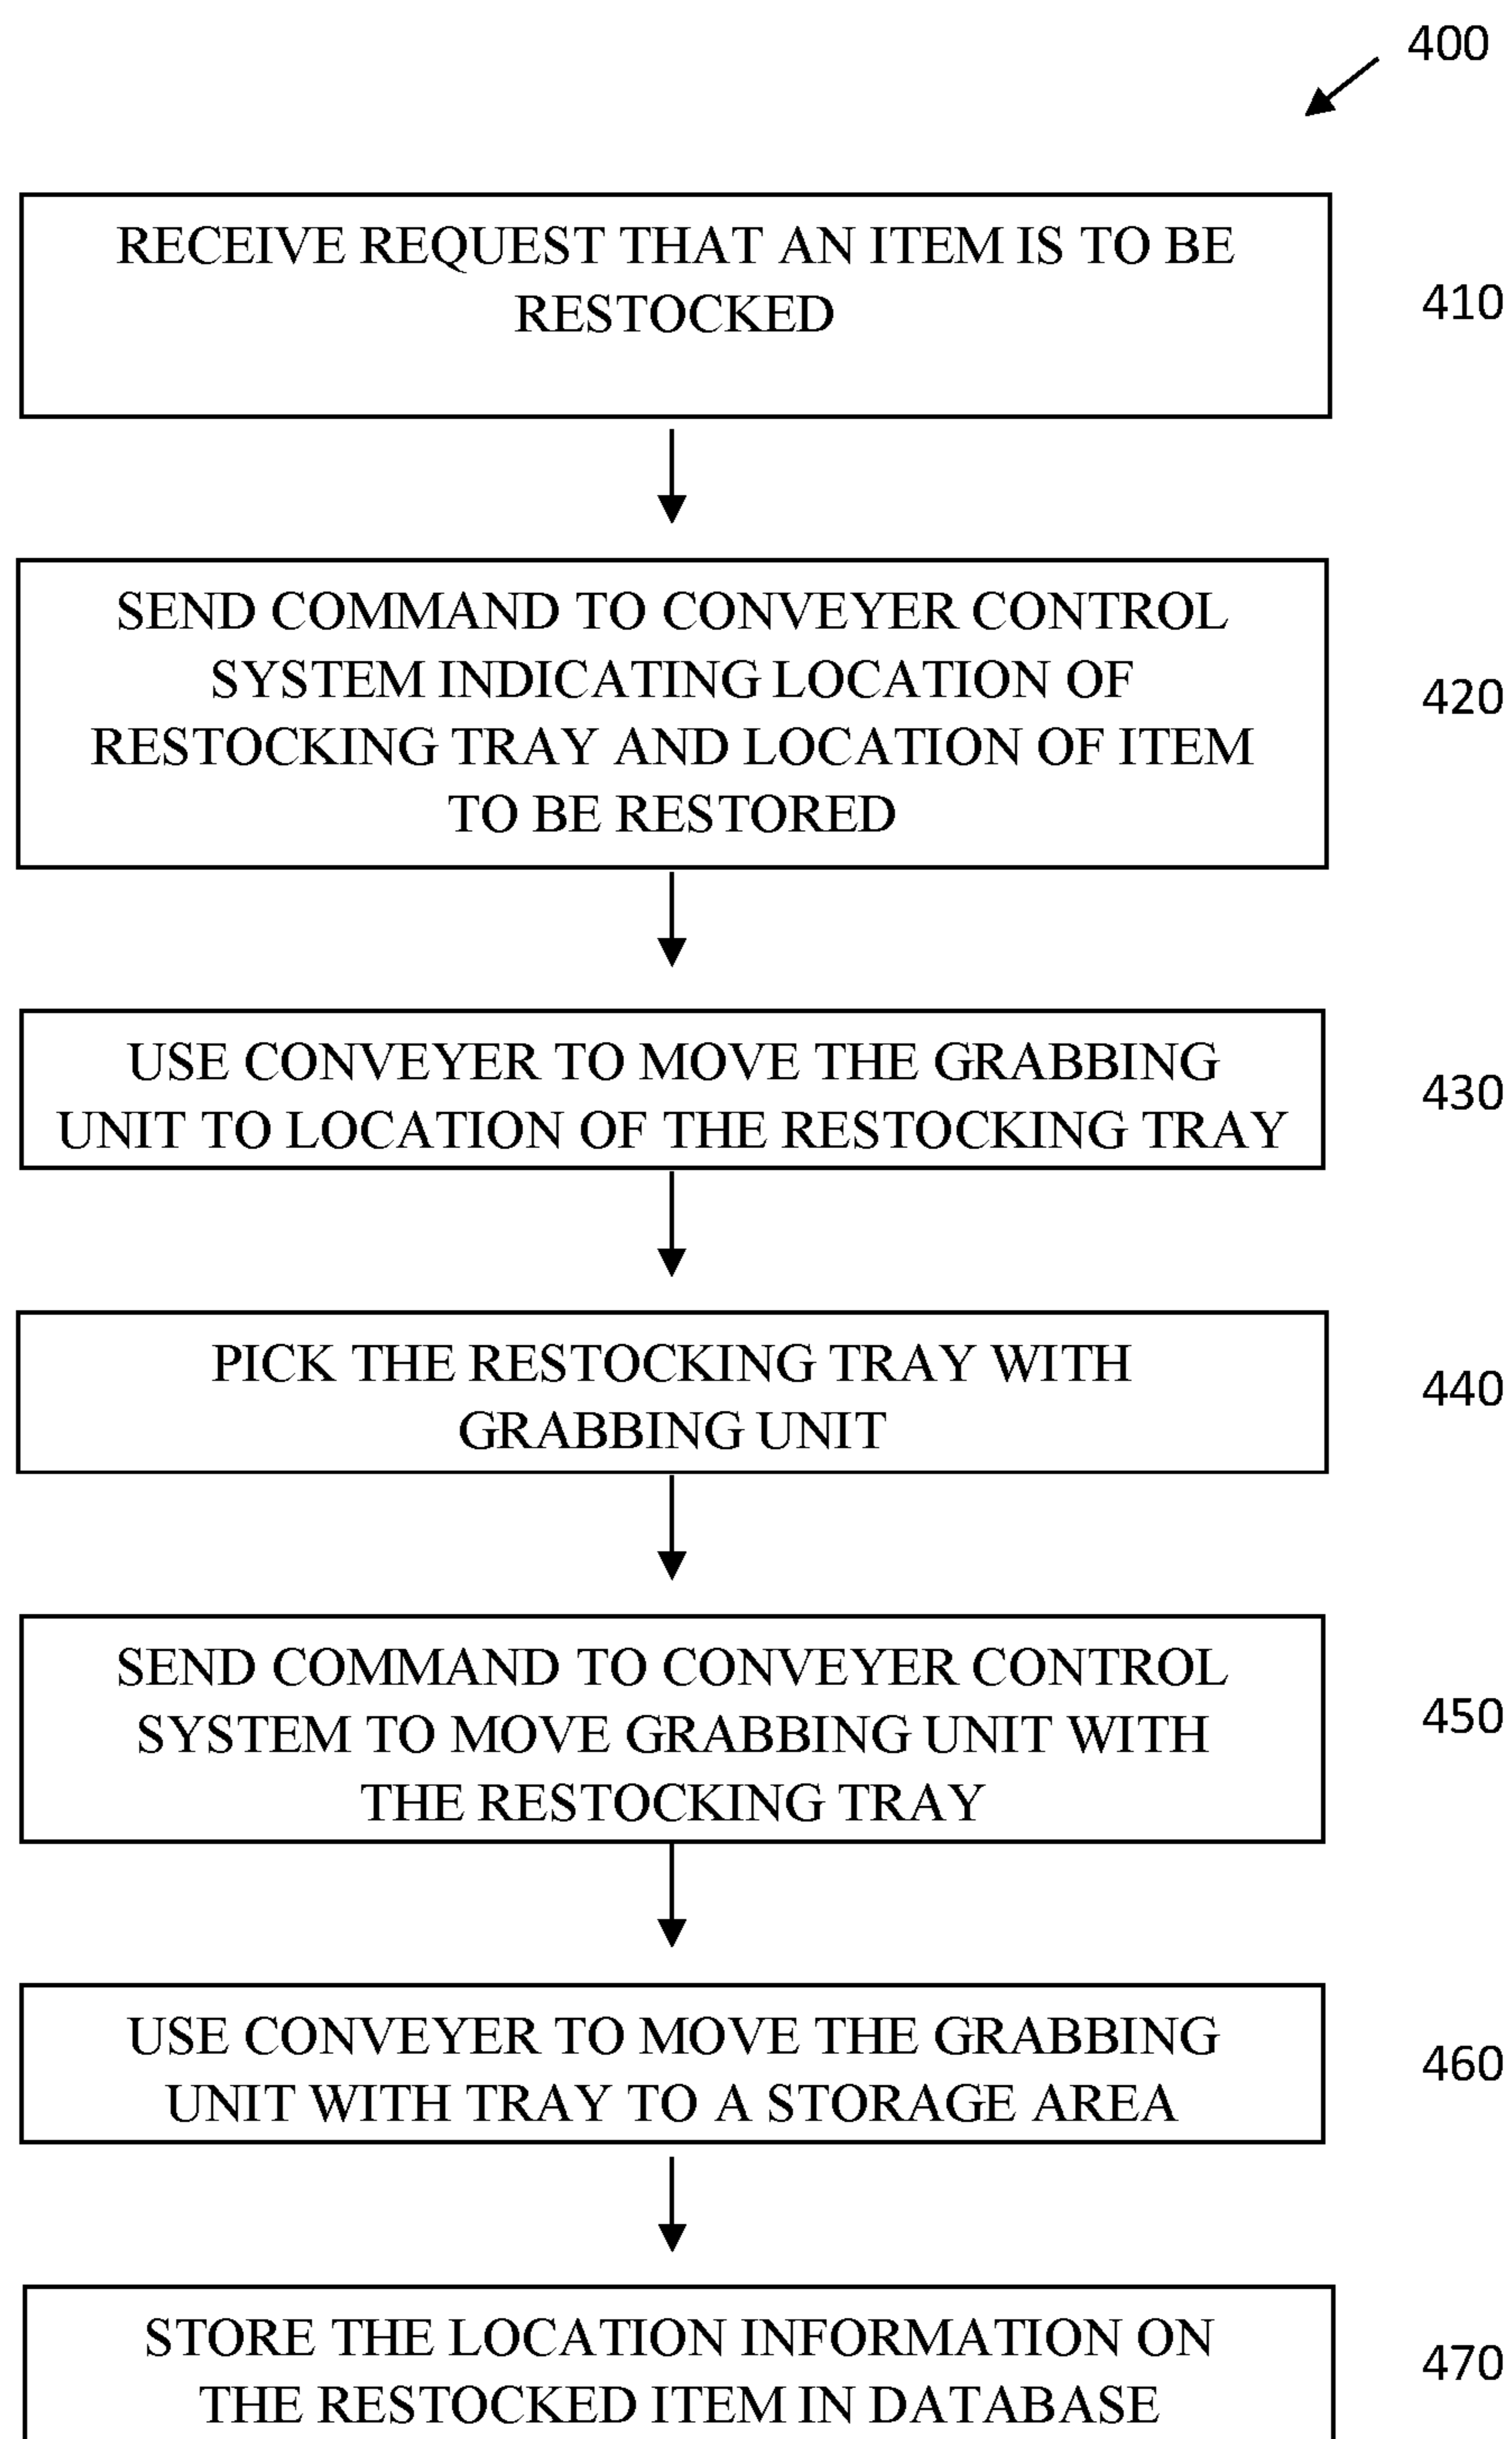 400
RECEIVE REQUEST THAT AN ITEM IS TO BE
RESTOCKED
410
SEND COMMAND TO CONVEYER CONTROL
SYSTEM INDICATING LOCATION OF
RESTOCKING TRAY AND LOCATION OF ITEM
TO BE RESTORED
420
USE CONVEYER TO MOVE THE GRABBING
UNIT TO LOCATION OF THE RESTOCKING TRAY
430
PICK THE RESTOCKING TRAY WITH
GRABBING UNIT
440
SEND COMMAND TO CONVEYER CONTROL
SYSTEM TO MOVE GRABBING UNIT WITH
THE RESTOCKING TRAY
450
USE CONVEYER TO MOVE THE GRABBING
UNIT WITH TRAY TO A STORAGE AREA
460
STORE THE LOCATION INFORMATION ON
THE RESTOCKED ITEM IN DATABASE
470